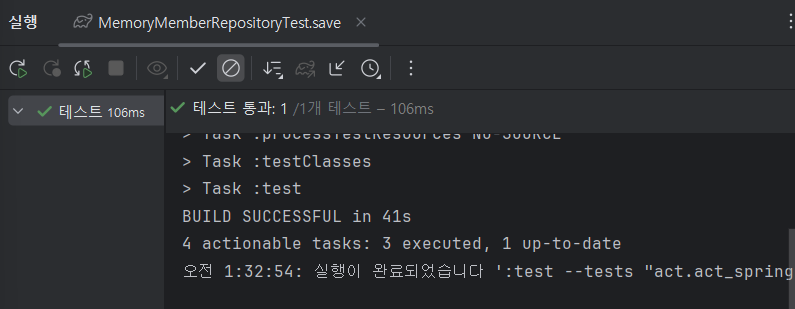 실행
MemoryMemberRepositoryTest.save
테스트 106ms
테스트 통과: 1 /1개 테스트 – 106ms
> Task :processTestResources NO-SOURCE
> Task :testClasses
> Task :test
BUILD SUCCESSFUL in 41s
4 actionable tasks: 3 executed, 1 up-to-date
오전 1:32:54: 실행이 완료되었습니다 ':test --tests "act.act_spring